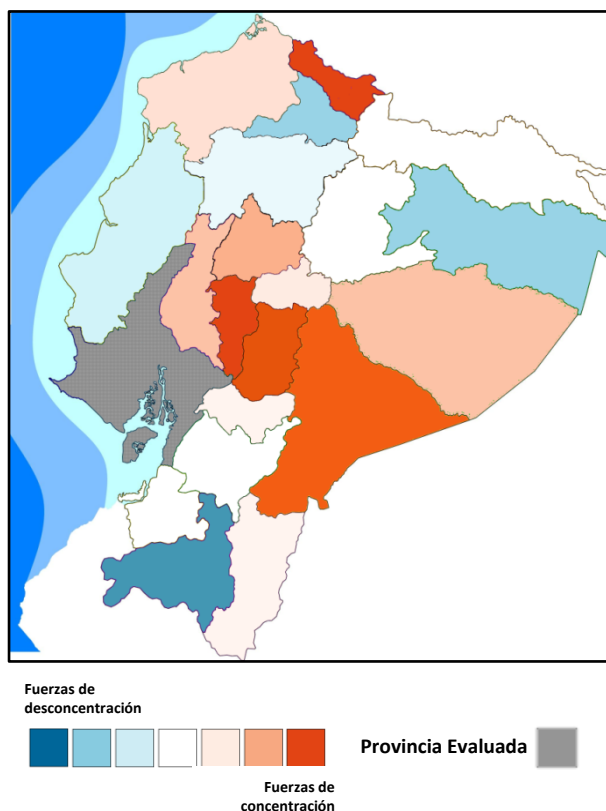 Fuerzas de
desconcentración
Provincia Evaluada
Fuerzas de
concentración